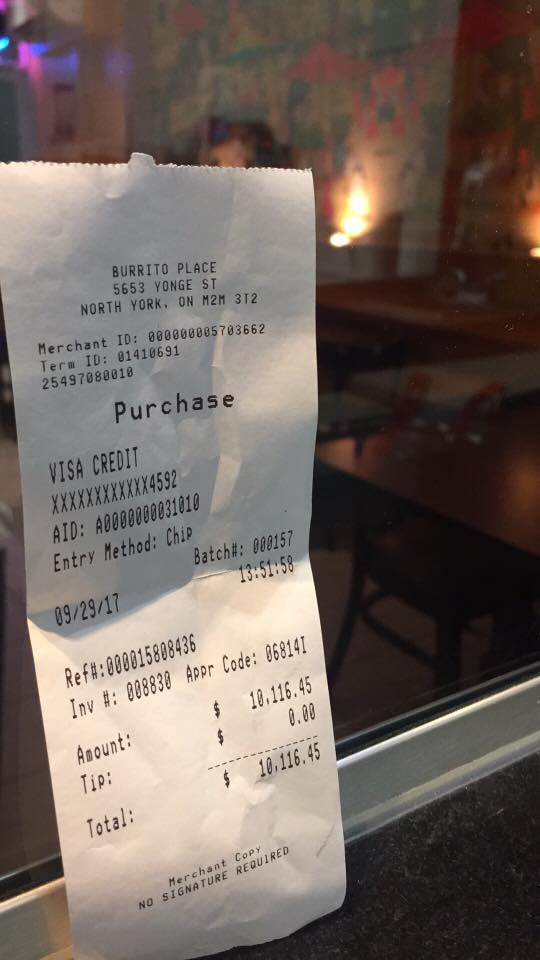 BURRITO PLACE
5653 YONGE ST
NORTH YORK, ON M2M 3T2
Merchant ID: 000000005703662
Term ID: 01410691
25497080010
Purchase
VISA CREDIT
XXXXXXXXXXXX4592
AID: A0000000031010
Entry Method: Chip
Batch#: 000157
09/29/17 13:51:58
Ref#:000015808436
Inv #: 008830 Appr Code: 06814I
Amount: $ 10,116.45
Tip: $ 0.00
Total: $ 10,116.45
Merchant Copy
NO SIGNATURE REQUIRED